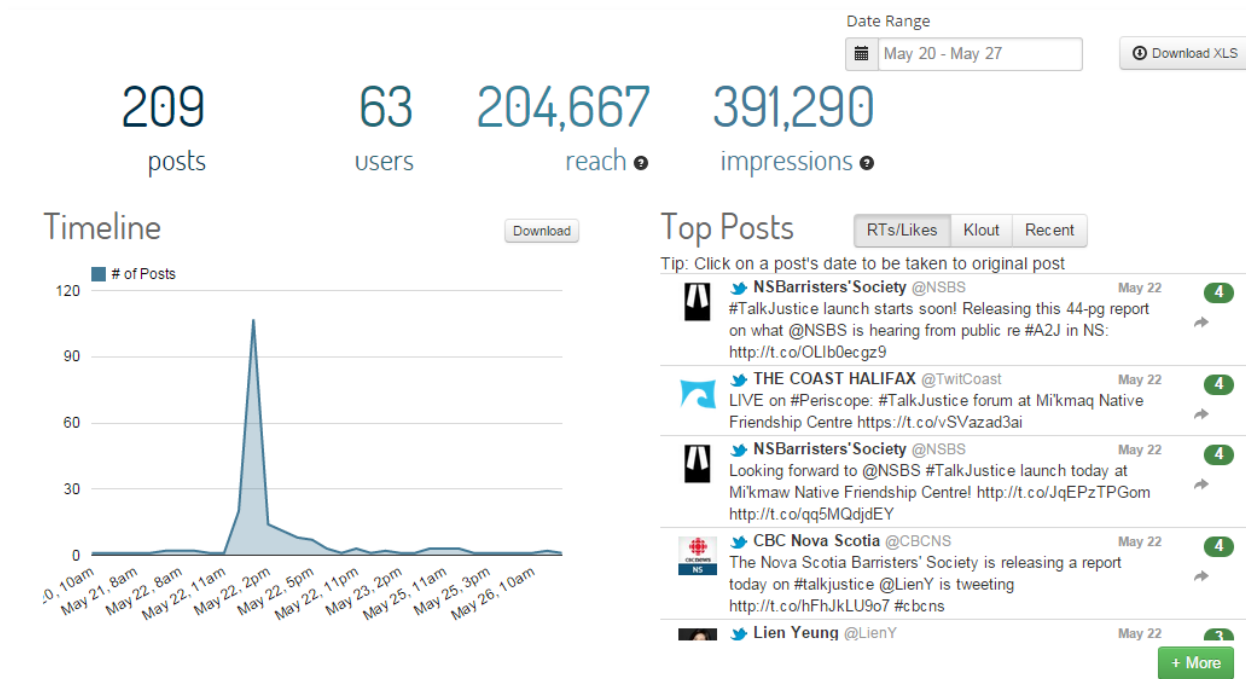 Date Range
May 20 - May 27
Download XLS
209
posts
63
users
204,667
reach ?
391,290
impressions ?
Timeline
Download
# of Posts
120
90
60
30
0
-0, 10am
May 21, 8am
May 22, 8am
May 22, 11am
May 22, 2pm
May 22, 5pm
May 22, 11pm
May 23, 2pm
May 25, 11am
May 25, 3pm
May 26, 10am
Top Posts
RTs/Likes
Klout
Recent
Tip: Click on a post's date to be taken to original post
NSBarristers'Society @NSBS May 22 4
#TalkJustice launch starts soon! Releasing this 44-pg report
on what @NSBS is hearing from public re #A2J in NS:
http://t.co/OLIb0ecgz9
THE COAST HALIFAX @TwitCoast May 22 4
LIVE on #Periscope: #TalkJustice forum at Mi'kmaq Native
Friendship Centre https://t.co/vSVazad3ai
NSBarristers'Society @NSBS May 22 4
Looking forward to @NSBS #TalkJustice launch today at
Mi'kmaw Native Friendship Centre! http://t.co/JqEPzTPGom
http://t.co/qq5MQdjdEY
CBC Nova Scotia @CBCNS May 22 4
CBCNEWS
NS
The Nova Scotia Barristers' Society is releasing a report
today on #talkjustice @LienY is tweeting
http://t.co/hFhJkLU9o7 #cbcns
Lien Yeung @LienY May 22 3
+ More